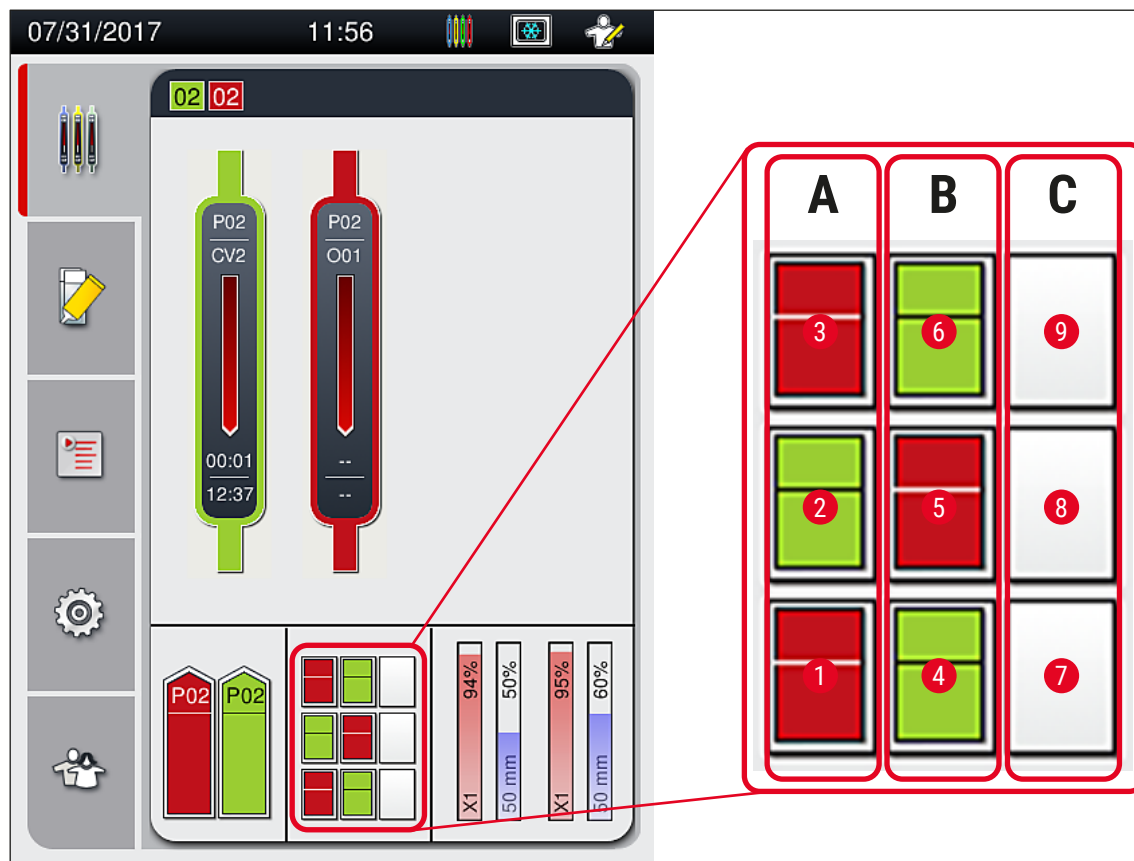 07/31/2017 11:56
02 02
P02 P02
CV2 O01
00:01 --
12:37 --
P02 P02
X1 94%
50 mm 50%
X1 95%
50 mm 60%
A B C
3 6 9
2 5 8
1 4 7